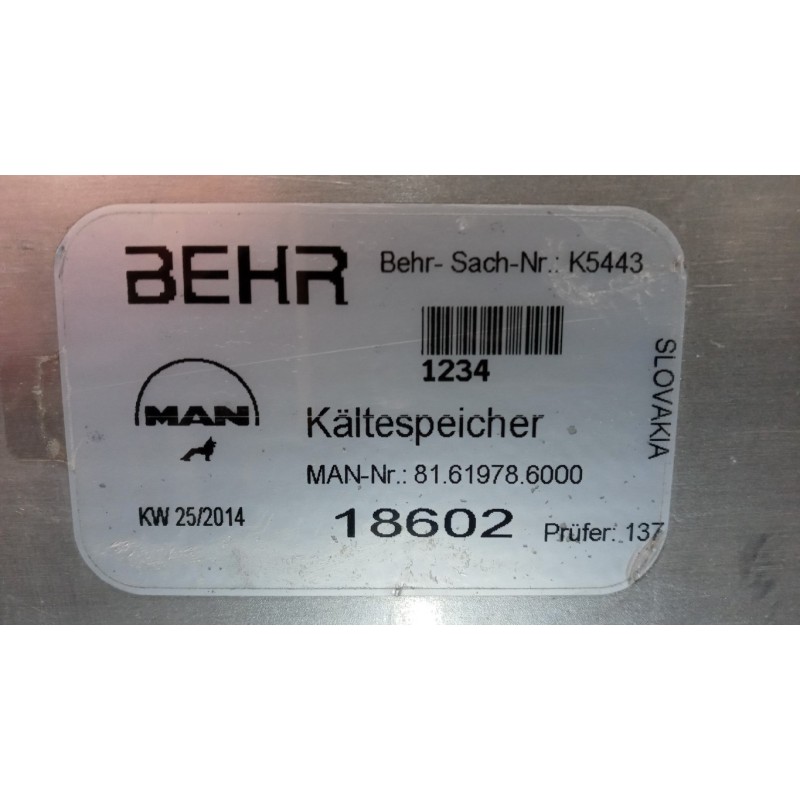 BEHR
Behr- Sach-Nr.: K5443
1234
SLOVAKIA
MAN
Kältespeicher
MAN-Nr.: 81.61978.6000
KW 25/2014
18602
Prüfer: 137